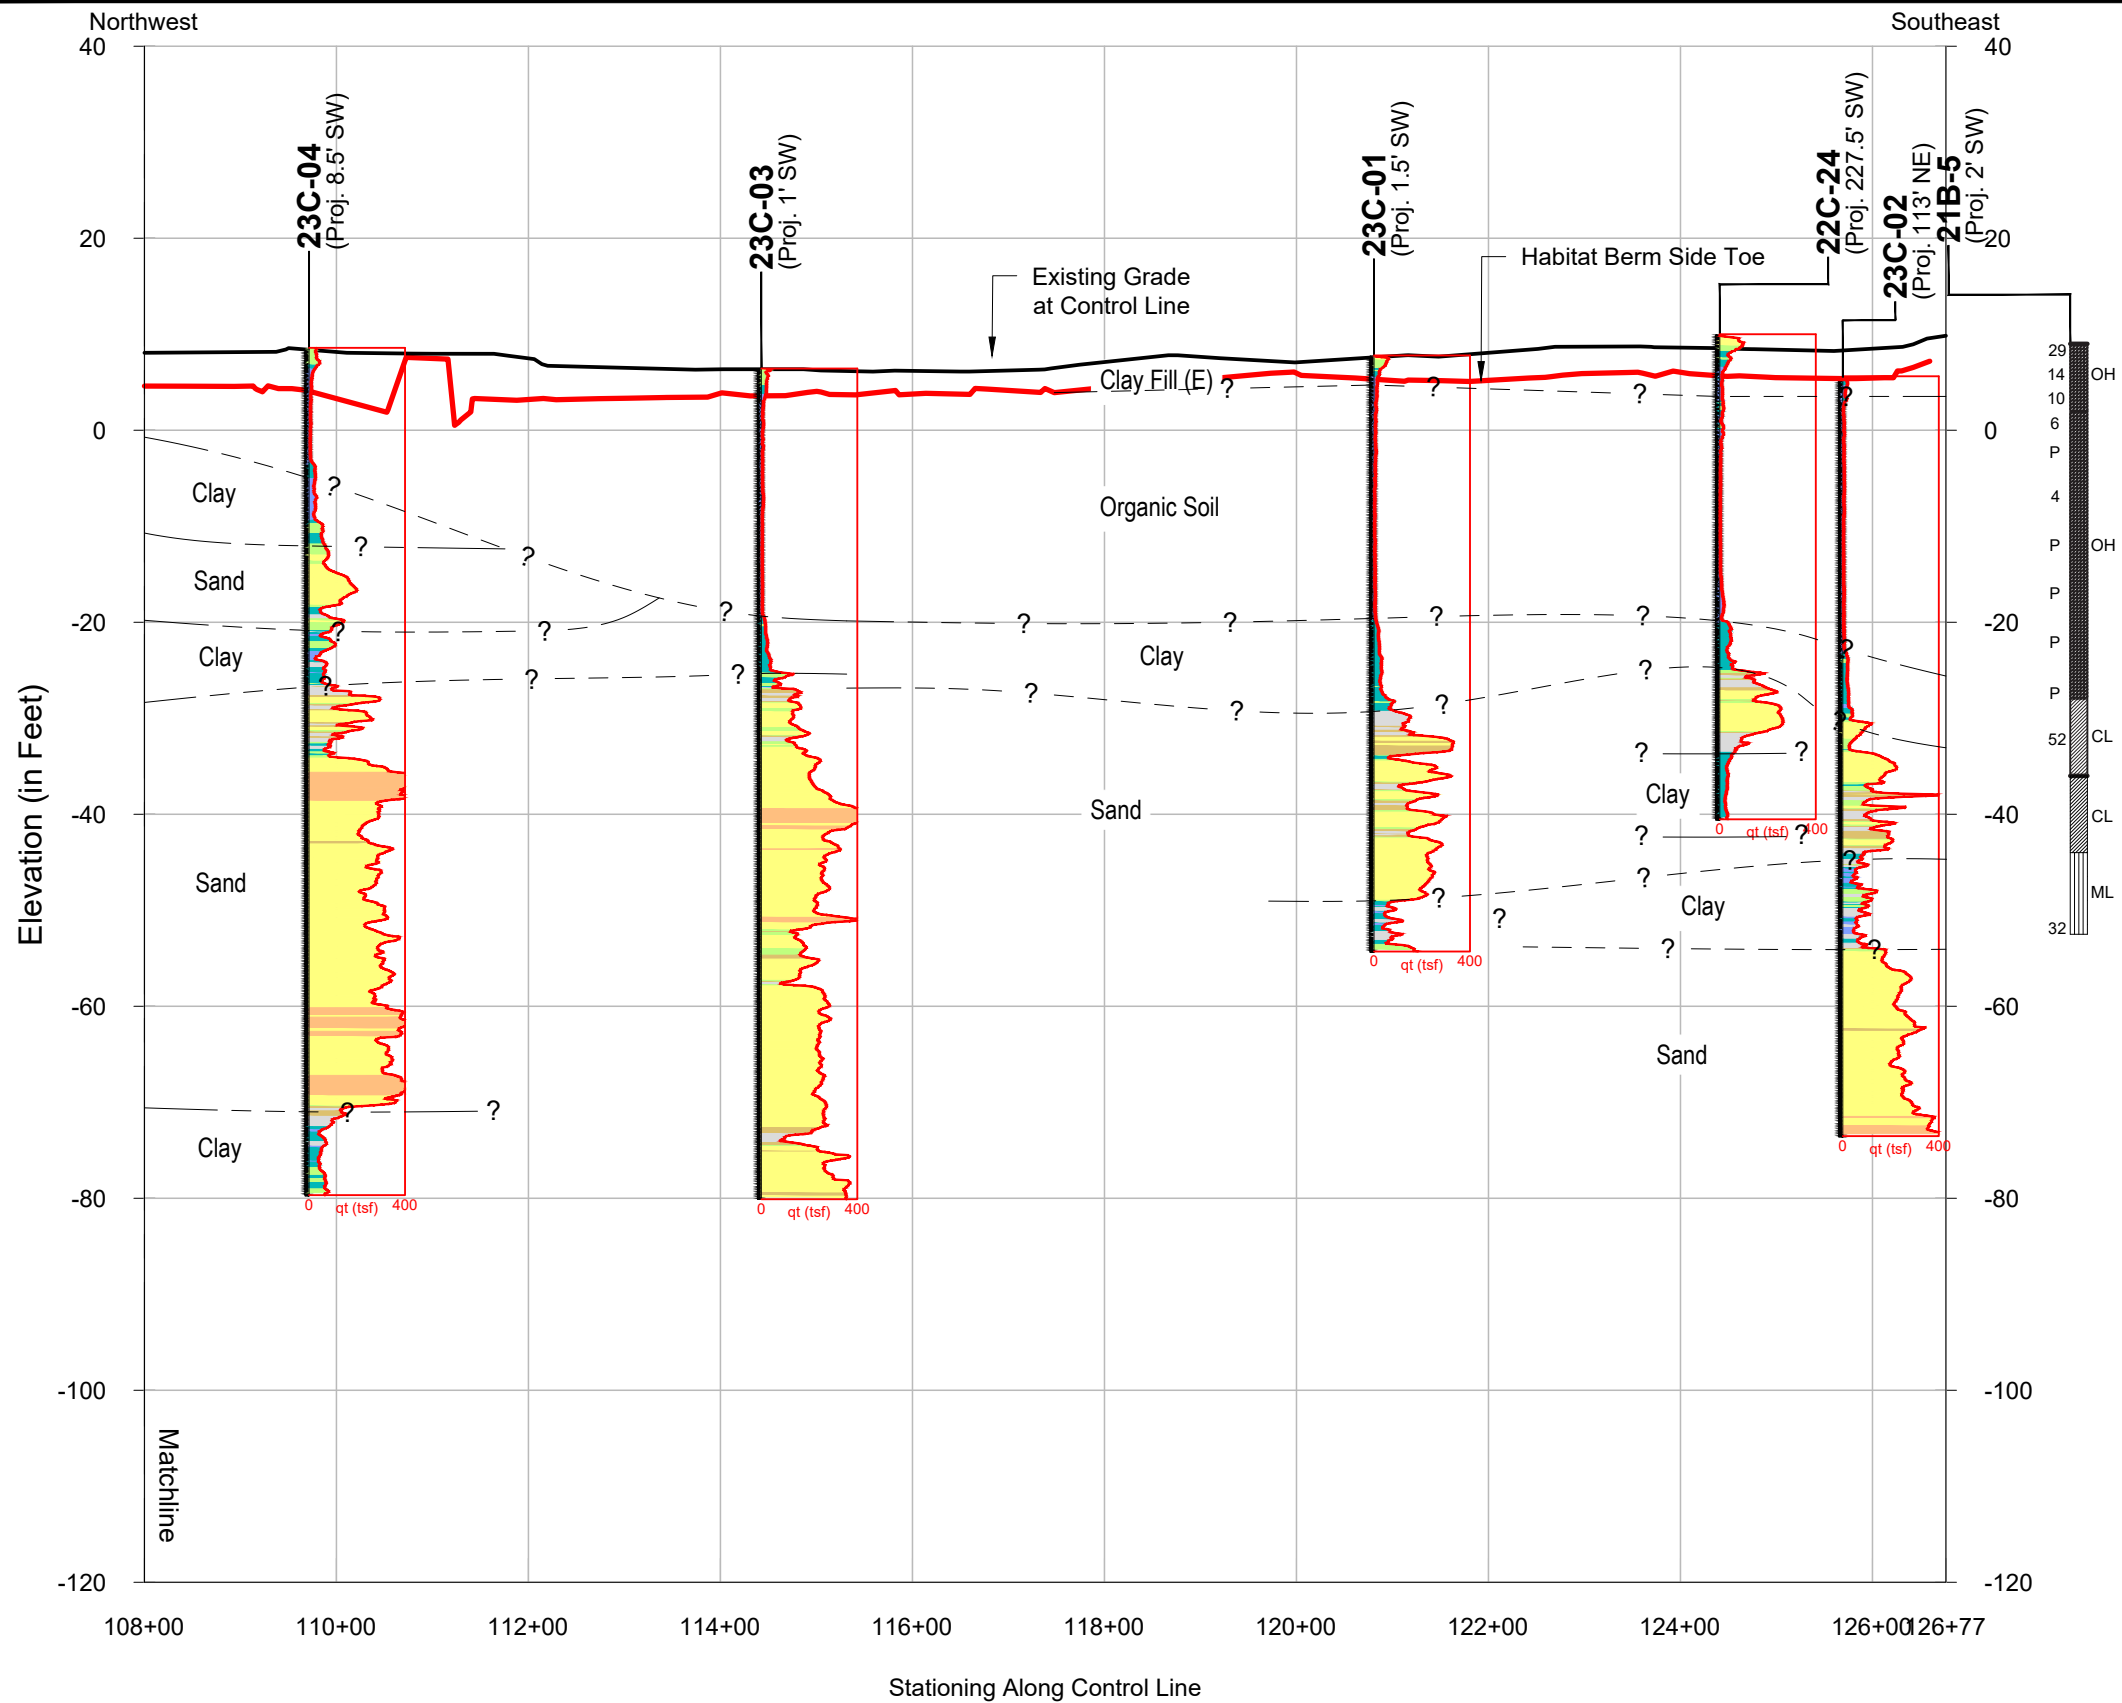 Northwest
Southeast
40
40
23C-04
(Proj. 8.5' SW)
23C-03
(Proj. 1' SW)
23C-01
(Proj. 1.5' SW)
22C-24
(Proj. 227.5' SW)
23C-02
(Proj. 113' NE)
21B-5
(Proj. 2' SW)
20
20
Existing Grade
at Control Line
Habitat Berm Side Toe
Clay Fill (E)
?
?
?
?
0
0
29
14
10
6
P
4
P
P
P
P
52
32
OH
OH
CL
CL
ML
Clay
?
Organic Soil
?
?
Sand
-20
-20
?
?
?
?
?
?
?
?
Clay
Clay
?
?
?
?
?
?
?
?
?
?
Clay
Sand
-40
-40
0 qt (tsf) 400
?
?
Sand
?
?
?
Clay
?
?
?
0 qt (tsf) 400
-60
-60
Sand
?
?
Clay
0 qt (tsf) 400
-80
-80
0 qt (tsf) 400
0 qt (tsf) 400
-100
-100
-120
-120
Elevation (in Feet)
Matchline
108+00 110+00 112+00 114+00 116+00 118+00 120+00 122+00 124+00 126+00 126+77
Stationing Along Control Line